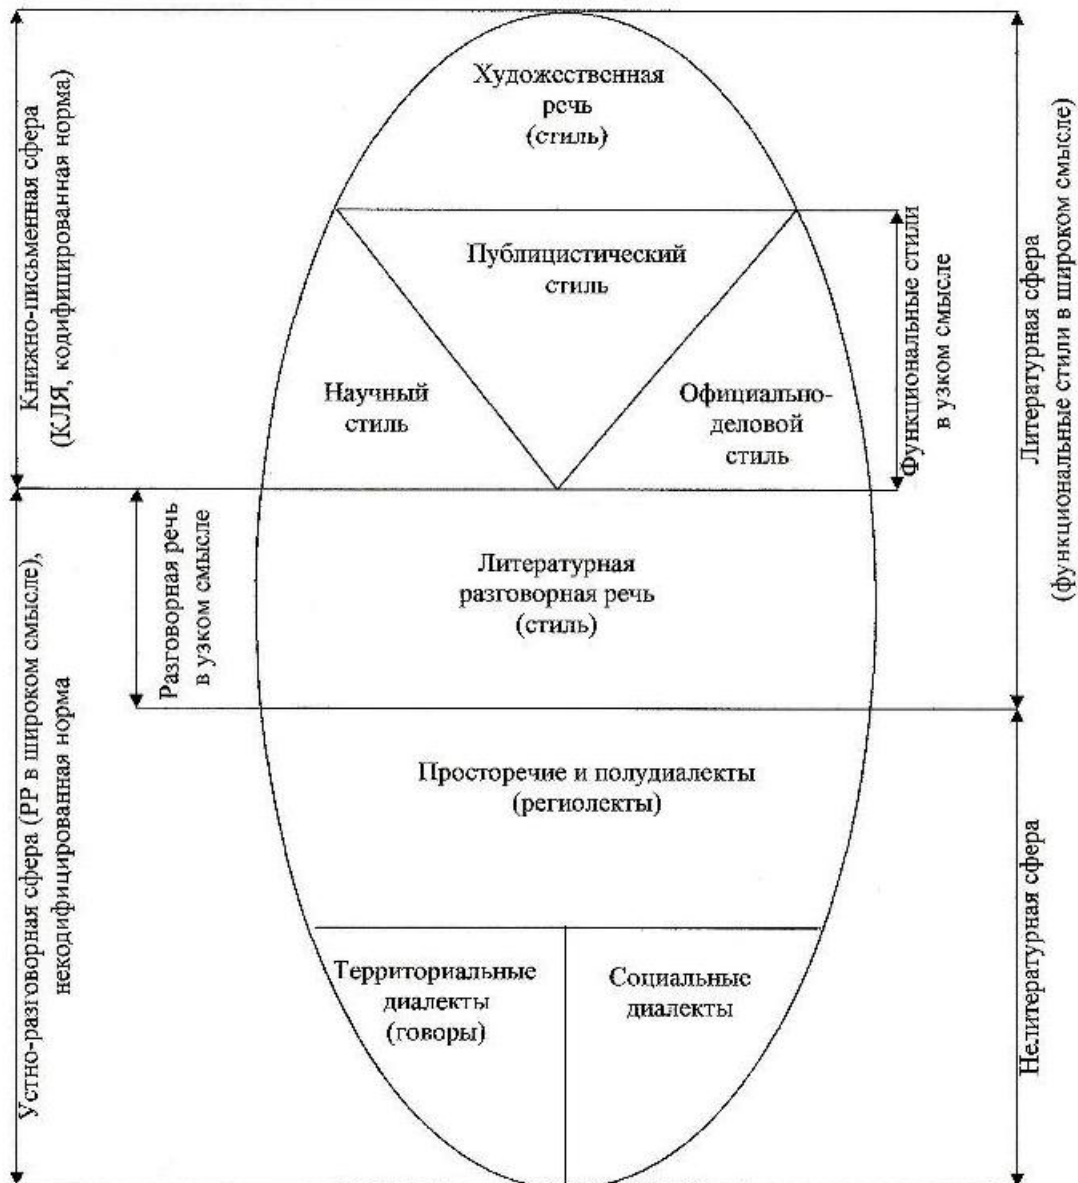 Книжно-письменная сфера
(КЛЯ, кодифицированная норма)
Художественная
речь
(стиль)
Публицистический
стиль
Научный
стиль
Официально-
деловой
стиль
Функциональные стили
в узком смысле
Литературная сфера
(функциональные стили в широком смысле)
Устно-разговорная сфера (РР в широком смысле),
некодифицированная норма
Разговорная речь
в узком смысле
Литературная
разговорная речь
(стиль)
Просторечие и полудиалекты
(региолекты)
Территориальные
диалекты
(говоры)
Социальные
диалекты
Нелитературная сфера